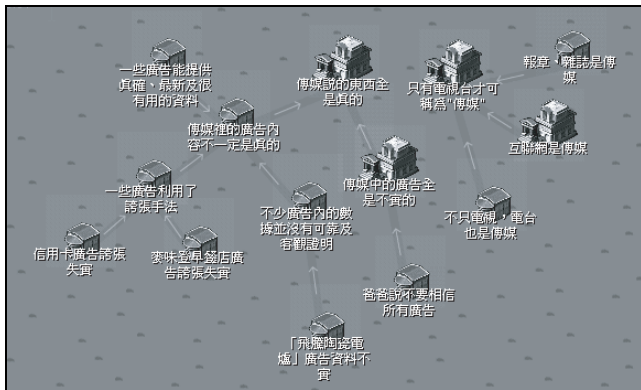 一些廣告能提供
真確、最新及很
有用的資料
傳媒說的東西全
是真的
只有電視台才可
稱爲"傳媒"
報章、雜誌是傳
媒
傳媒裡的廣告內
容不一定是真的
互聯網是傳媒
一些廣告利用了
誇張手法
傳媒中的廣告全
是不實的
不少廣告內的數
據並沒有可靠及
客觀證明
不只電視，電台
也是傳媒
信用卡廣告誇張
失實
麥味登早餐店廣
告誇張失實
爸爸說不要相信
所有廣告
「飛騰陶瓷電
爐」廣告資料不
實